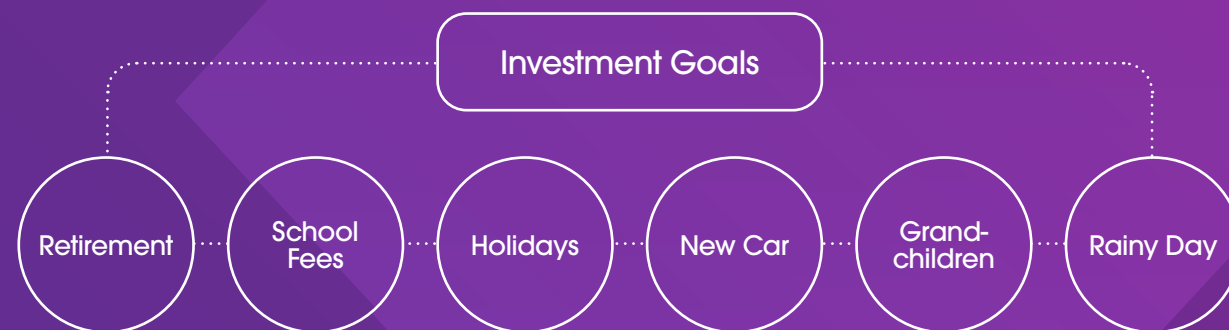 Investment Goals
Retirement
School
Fees
Holidays
New Car
Grand-
children
Rainy Day